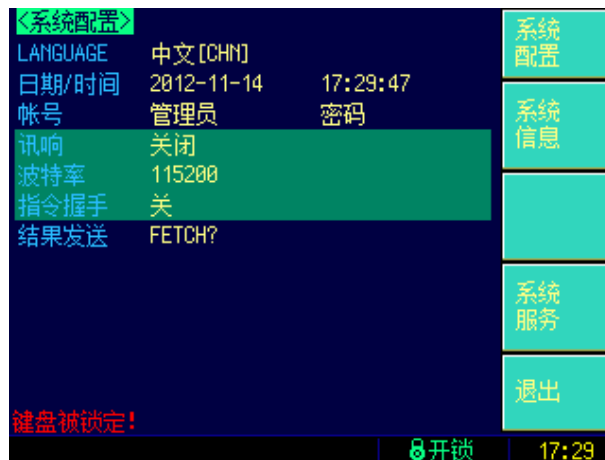 <系统配置>
LANGUAGE 中文[CHN]
日期/时间 2012-11-14 17:29:47
帐号 管理员 密码
讯响 关闭
波特率 115200
指令握手 关
结果发送 FETCH?
键盘被锁定!
系统
配置
系统
信息
系统
服务
退出
开锁 17:29